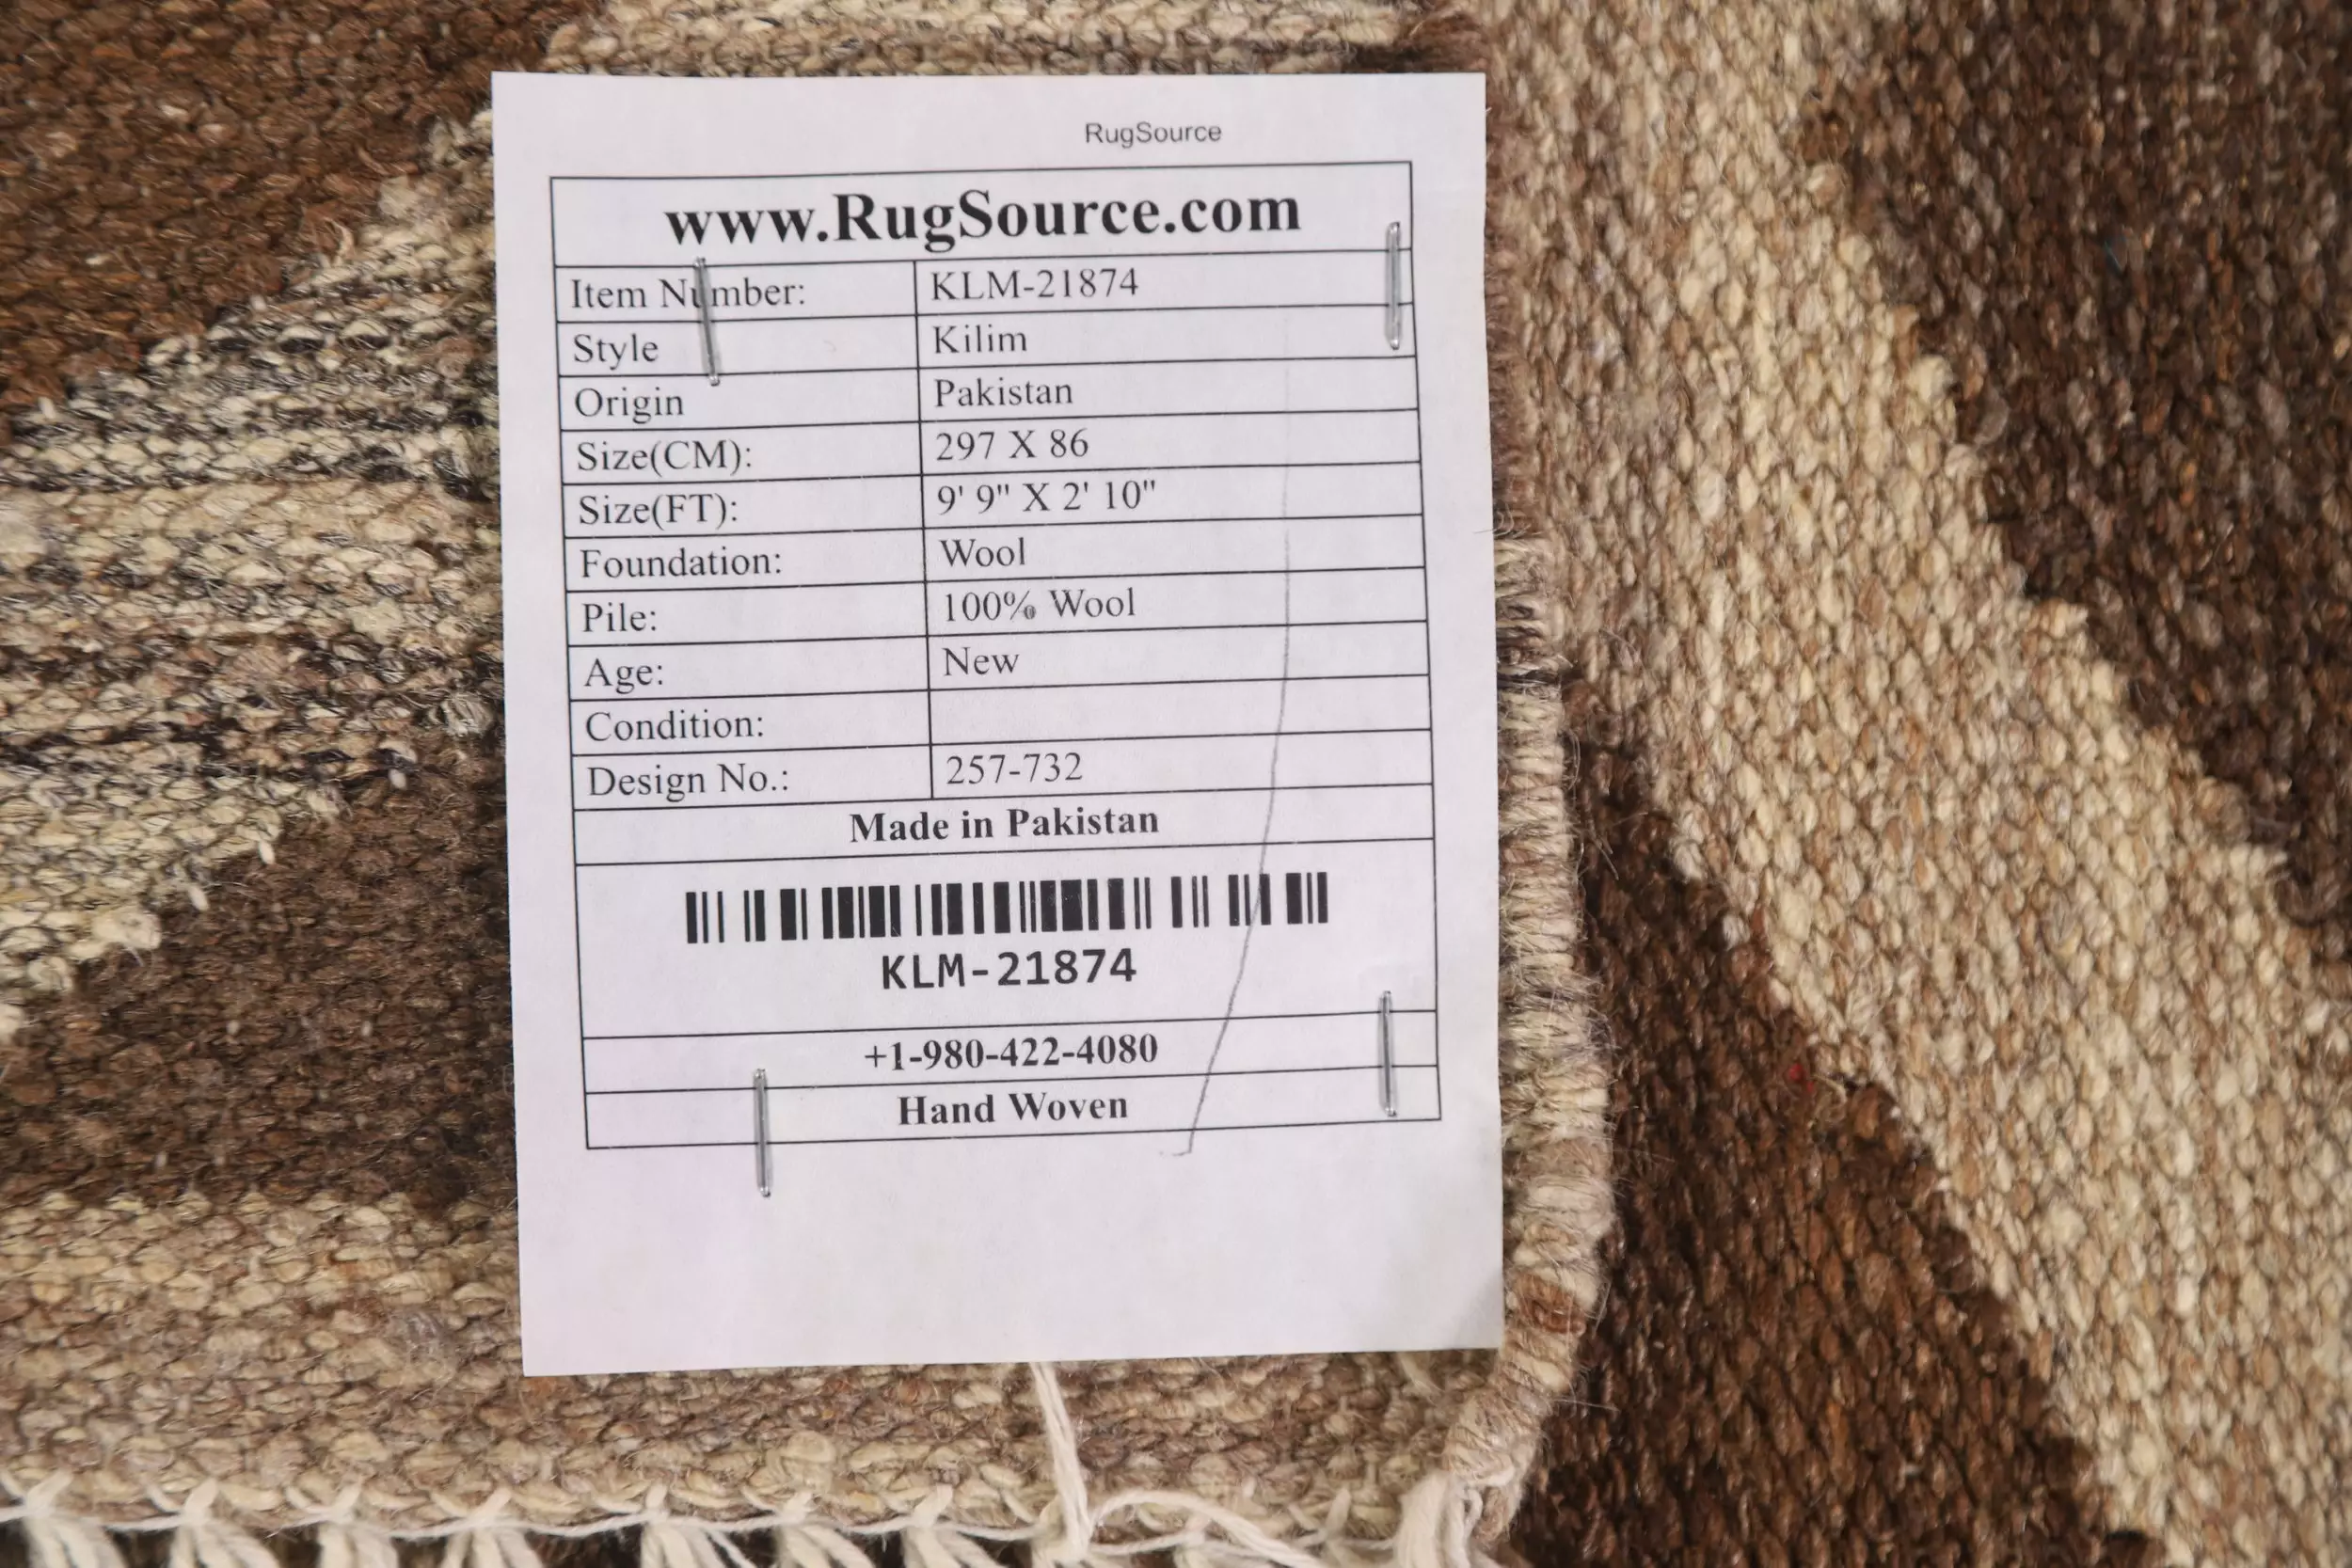 RugSource
www.RugSource.com
Item Number: KLM-21874
Style Kilim
Origin Pakistan
Size(CM): 297 X 86
Size(FT): 9' 9" X 2' 10"
Foundation: Wool
Pile: 100% Wool
Age: New
Condition:
Design No.: 257-732
Made in Pakistan
KLM-21874
+1-980-422-4080
Hand Woven